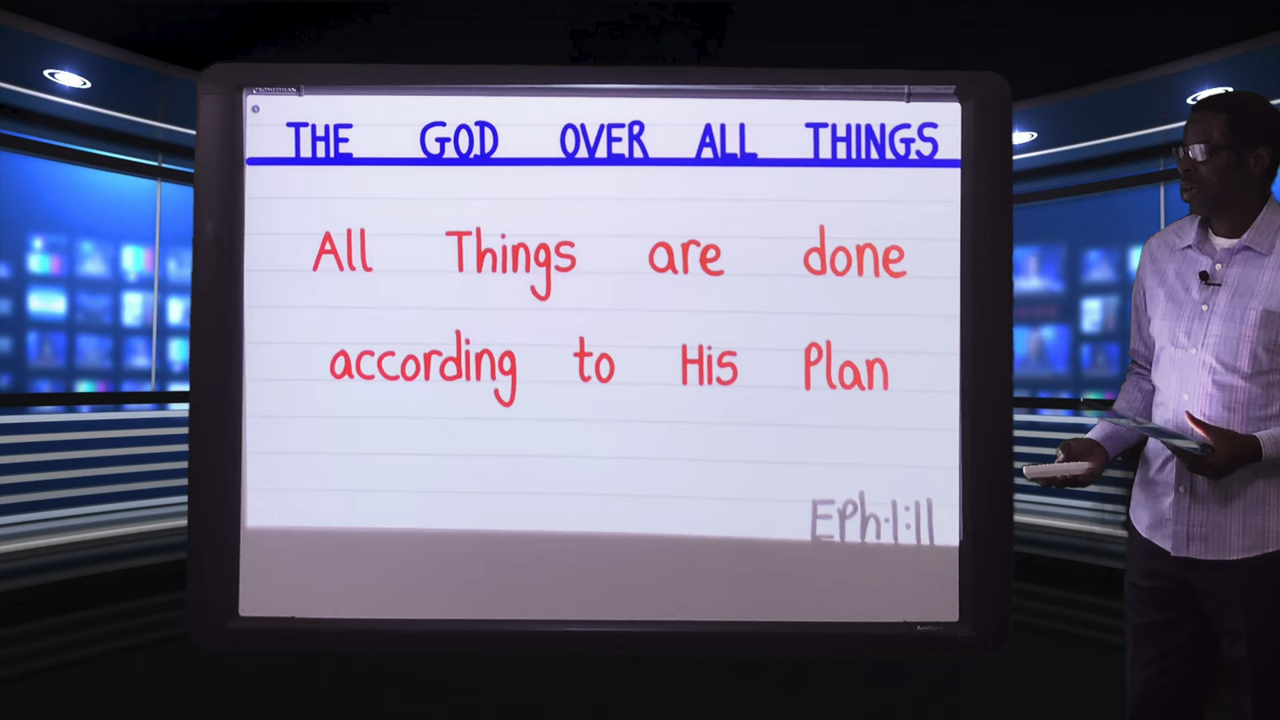 THE GOD OVER ALL THINGS
All Things are done
according to His Plan
EPh.1:11